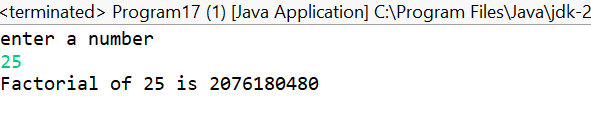 <terminated> Program17 (1) [Java Application] C:\Program Files\Java\jdk-2
enter a number
25
Factorial of 25 is 2076180480